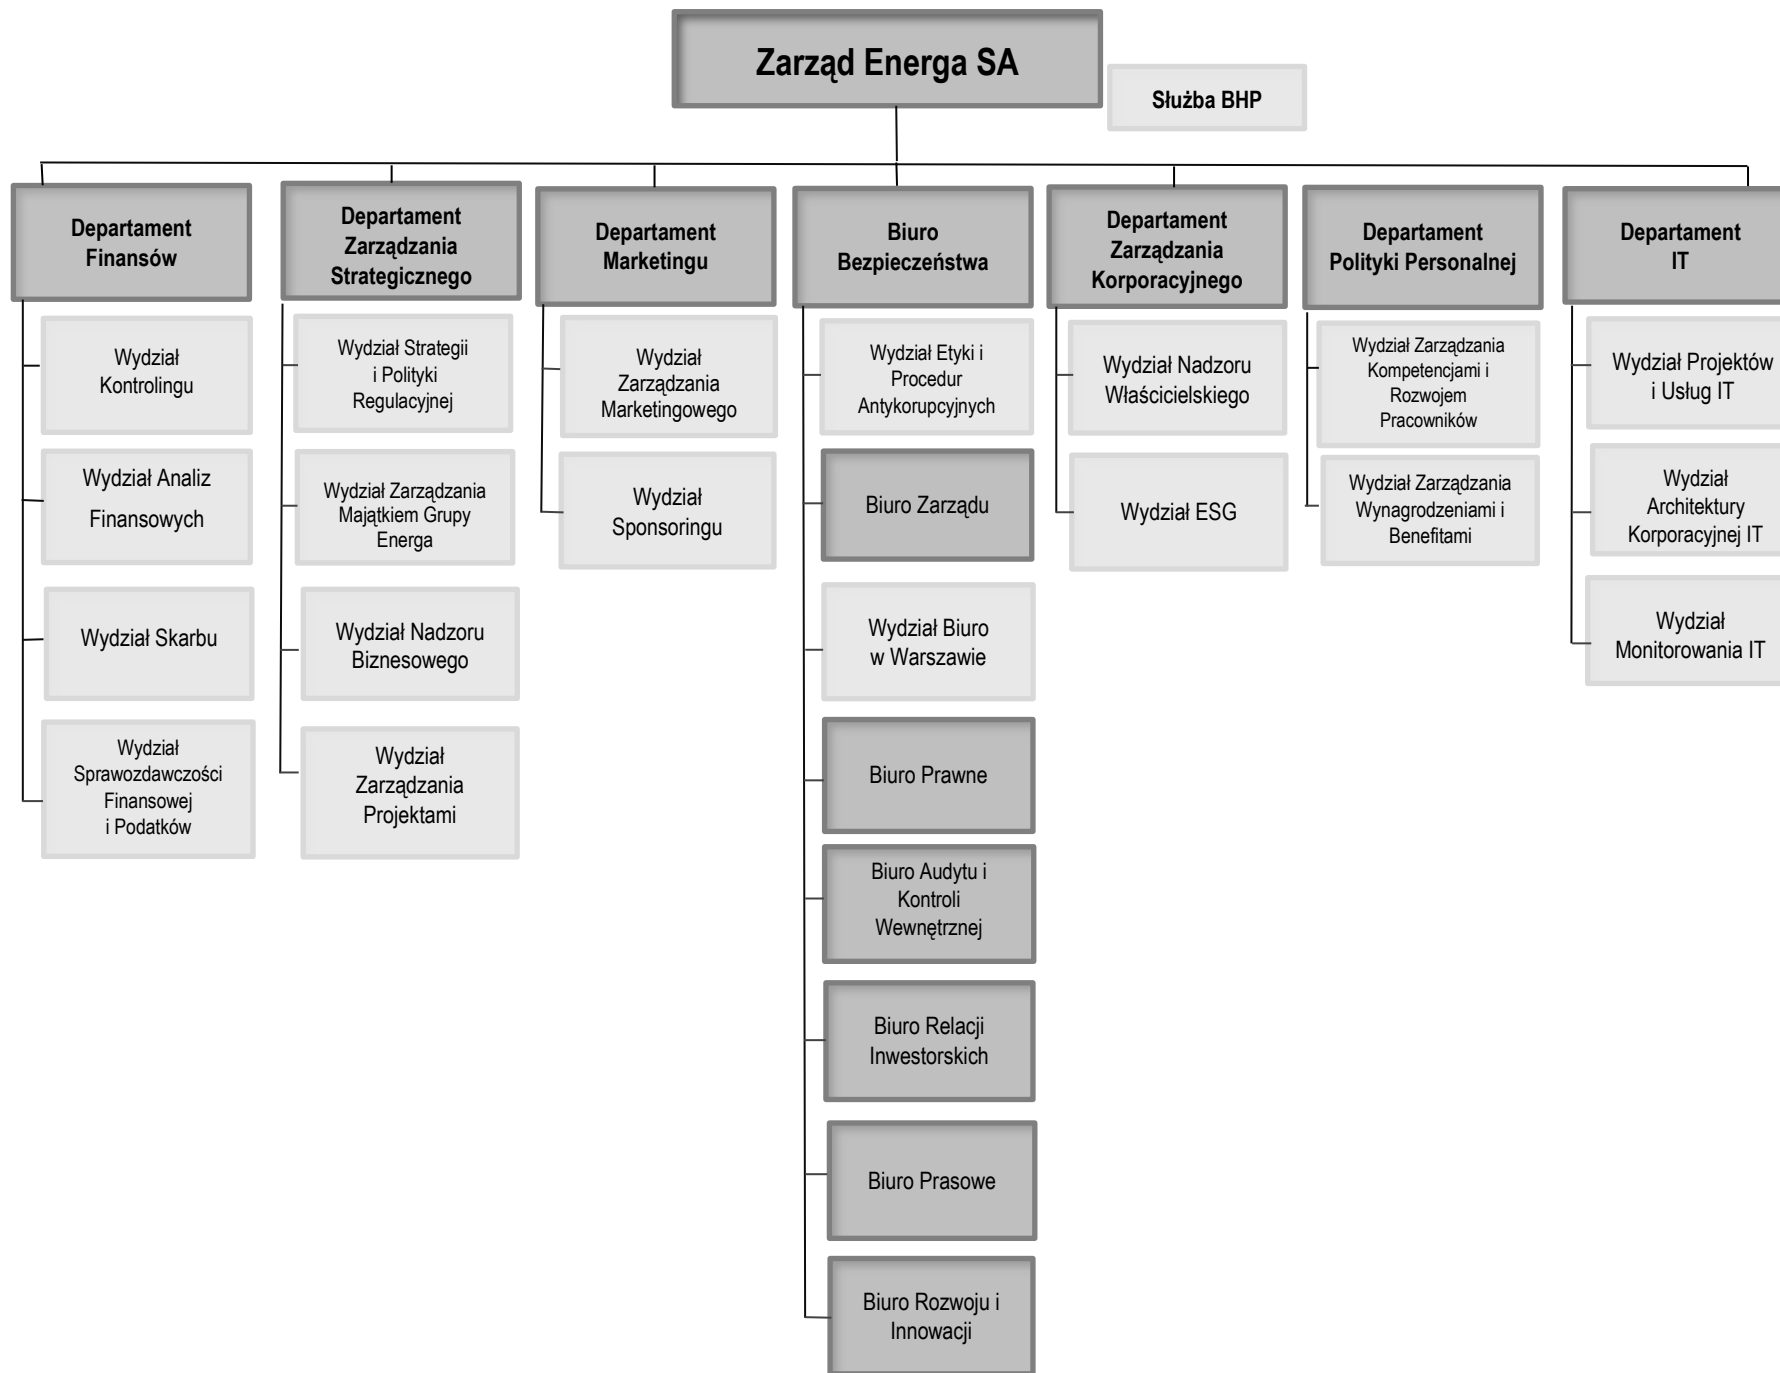 Zarząd Energa SA
Służba BHP
Departament
Finansów
Departament
Zarządzania
Strategicznego
Departament
Marketingu
Biuro
Bezpieczeństwa
Departament
Zarządzania
Korporacyjnego
Departament
Polityki Personalnej
Departament
IT
Wydział
Kontrolingu
Wydział Analiz
Finansowych
Wydział Skarbu
Wydział
Sprawozdawczości
Finansowej
i Podatków
Wydział Strategii
i Polityki
Regulacyjnej
Wydział Zarządzania
Majątkiem Grupy
Energa
Wydział Nadzoru
Biznesowego
Wydział
Zarządzania
Projektami
Wydział
Zarządzania
Marketingowego
Wydział
Sponsoringu
Wydział Etyki i
Procedur
Antykorupcyjnych
Biuro Zarządu
Wydział Biuro
w Warszawie
Biuro Prawne
Biuro Audytu i
Kontroli
Wewnętrznej
Biuro Relacji
Inwestorskich
Biuro Prasowe
Biuro Rozwoju i
Innowacji
Wydział Nadzoru
Właścicielskiego
Wydział ESG
Wydział Zarządzania
Kompetencjami i
Rozwojem
Pracowników
Wydział Zarządzania
Wynagrodzeniami i
Benefitami
Wydział Projektów
i Usług IT
Wydział
Architektury
Korporacyjnej IT
Wydział
Monitorowania IT